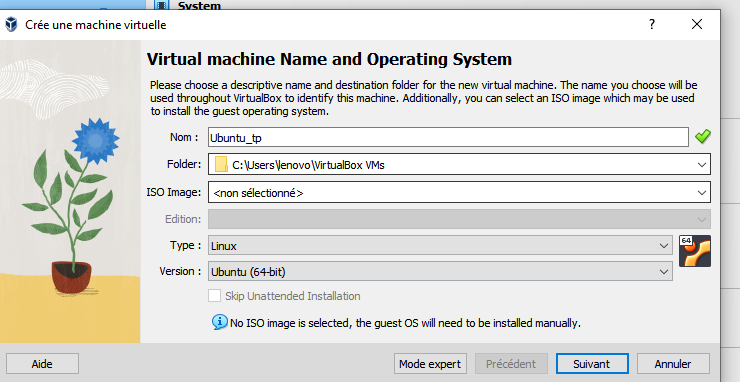 System
Crée une machine virtuelle
?
Virtual machine Name and Operating System
Please choose a descriptive name and destination folder for the new virtual machine. The name you choose will be
used throughout VirtualBox to identify this machine. Additionally, you can select an ISO image which may be used
to install the guest operating system.
Nom : Ubuntu_tp
Folder: C:\Users\lenovo\VirtualBox VMs
ISO Image: <non sélectionné>
Edition:
Type : Linux
64
Version : Ubuntu (64-bit)
Skip Unattended Installation
No ISO image is selected, the guest OS will need to be installed manually.
Aide Mode expert Précédent Suivant Annuler